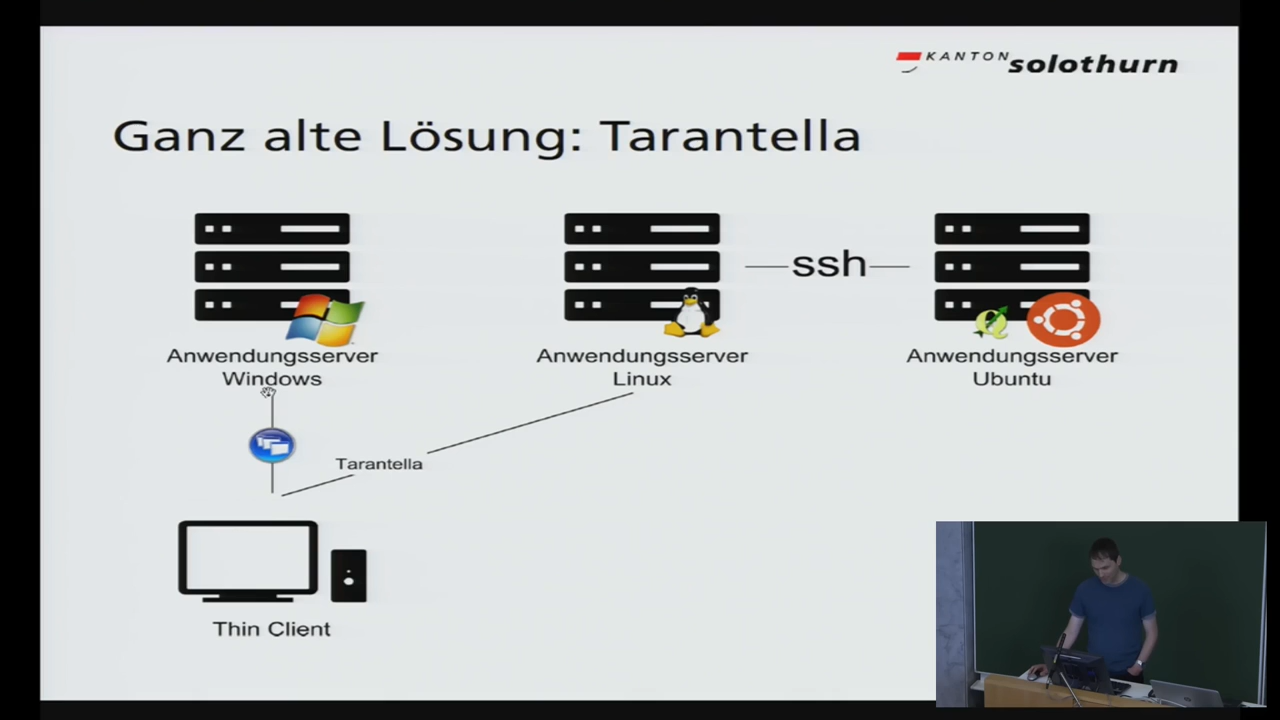 KANTON solothurn
Ganz alte Lösung: Tarantella
ssh
Anwendungsserver
Windows
Anwendungsserver
Linux
Anwendungsserver
Ubuntu
Tarantella
Thin Client